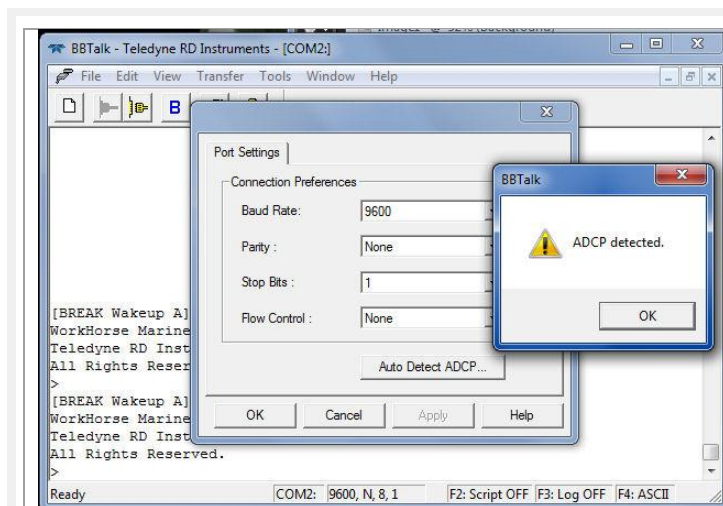 BBTalk - Teledyne RD Instruments - [COM2:]
File Edit View Transfer Tools Window Help
B
Port Settings
Connection Preferences
Baud Rate: 9600
Parity : None
Stop Bits : 1
Flow Control : None
Auto Detect ADCP...
OK Cancel Apply Help
BBTalk
ADCP detected.
OK
[BREAK Wakeup A]
WorkHorse Marine
Teledyne RD Inst
All Rights Reser
>
[BREAK Wakeup A]
WorkHorse Marine
Teledyne RD Inst
All Rights Reserved.
>
Ready COM2: 9600, N, 8, 1 F2: Script OFF F3: Log OFF F4: ASCII